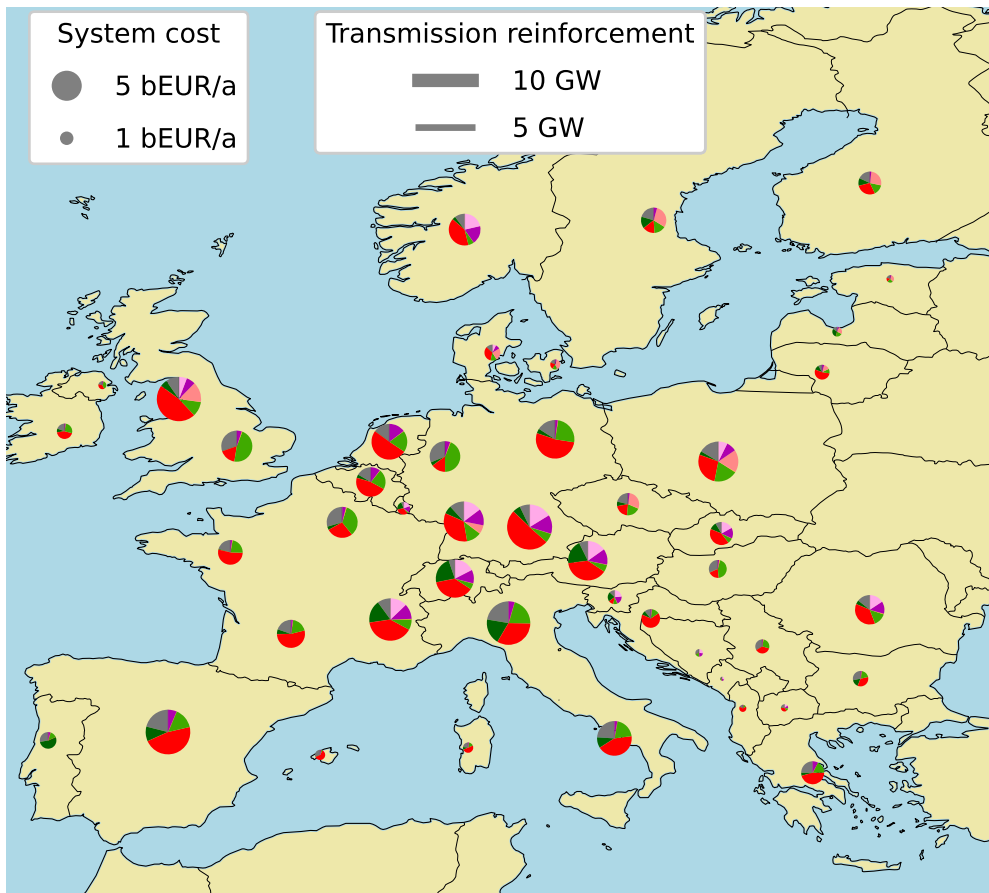 System cost
5 bEUR/a
1 bEUR/a
Transmission reinforcement
10 GW
5 GW